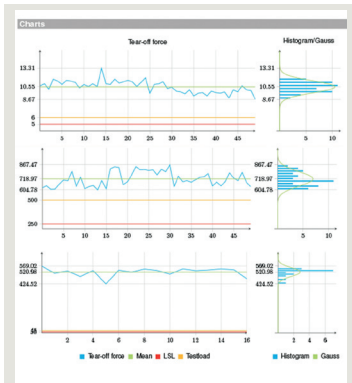 Charts
Tear-off force
Histogram/Gauss
13.31
10.55
8.67
6
5
5 10 15 20 25 30 35 40 45
13.31
10.55
8.67
5 10
867.47
718.97
604.78
500
250
5 10 15 20 25 30 35 40 45
867.47
718.97
604.78
5 10
569.02
520.98
424.52
2 4 6 8 10 12 14 16
569.02
520.98
424.52
2 4 6
Tear-off force Mean LSL Testload
Histogram Gauss